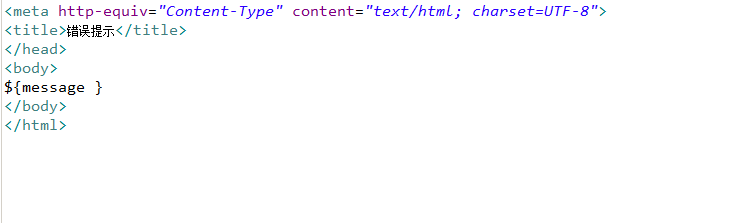 <meta http-equiv="Content-Type" content="text/html; charset=UTF-8">
<title>错误提示</title>
</head>
<body>
${message }
</body>
</html>